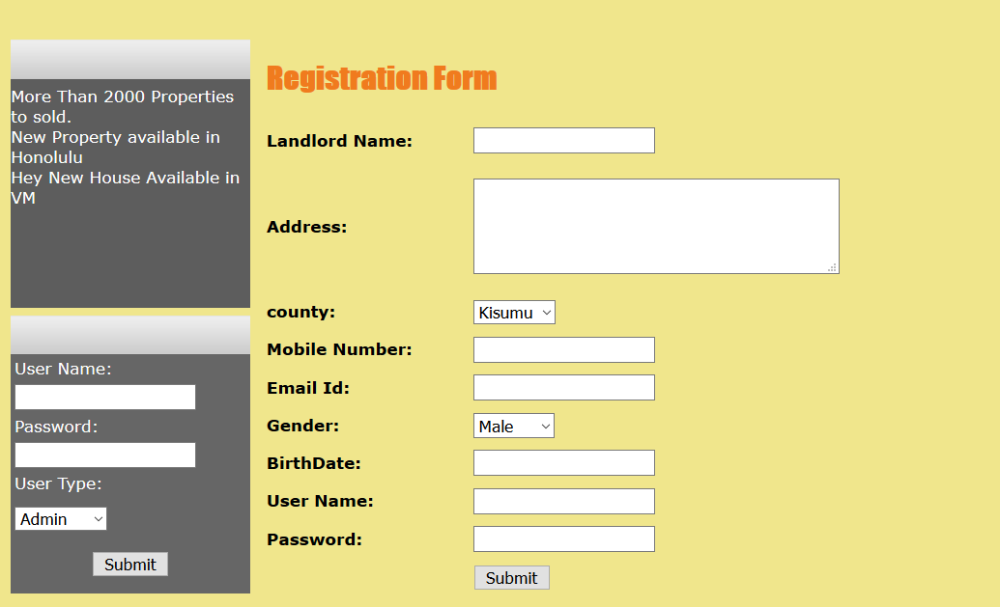 More Than 2000 Properties
to sold.
New Property available in
Honolulu
Hey New House Available in
VM
User Name:
Password:
User Type:
Admin
Submit
Registration Form
Landlord Name:
Address:
county:
Kisumu
Mobile Number:
Email Id:
Gender:
Male
BirthDate:
User Name:
Password:
Submit